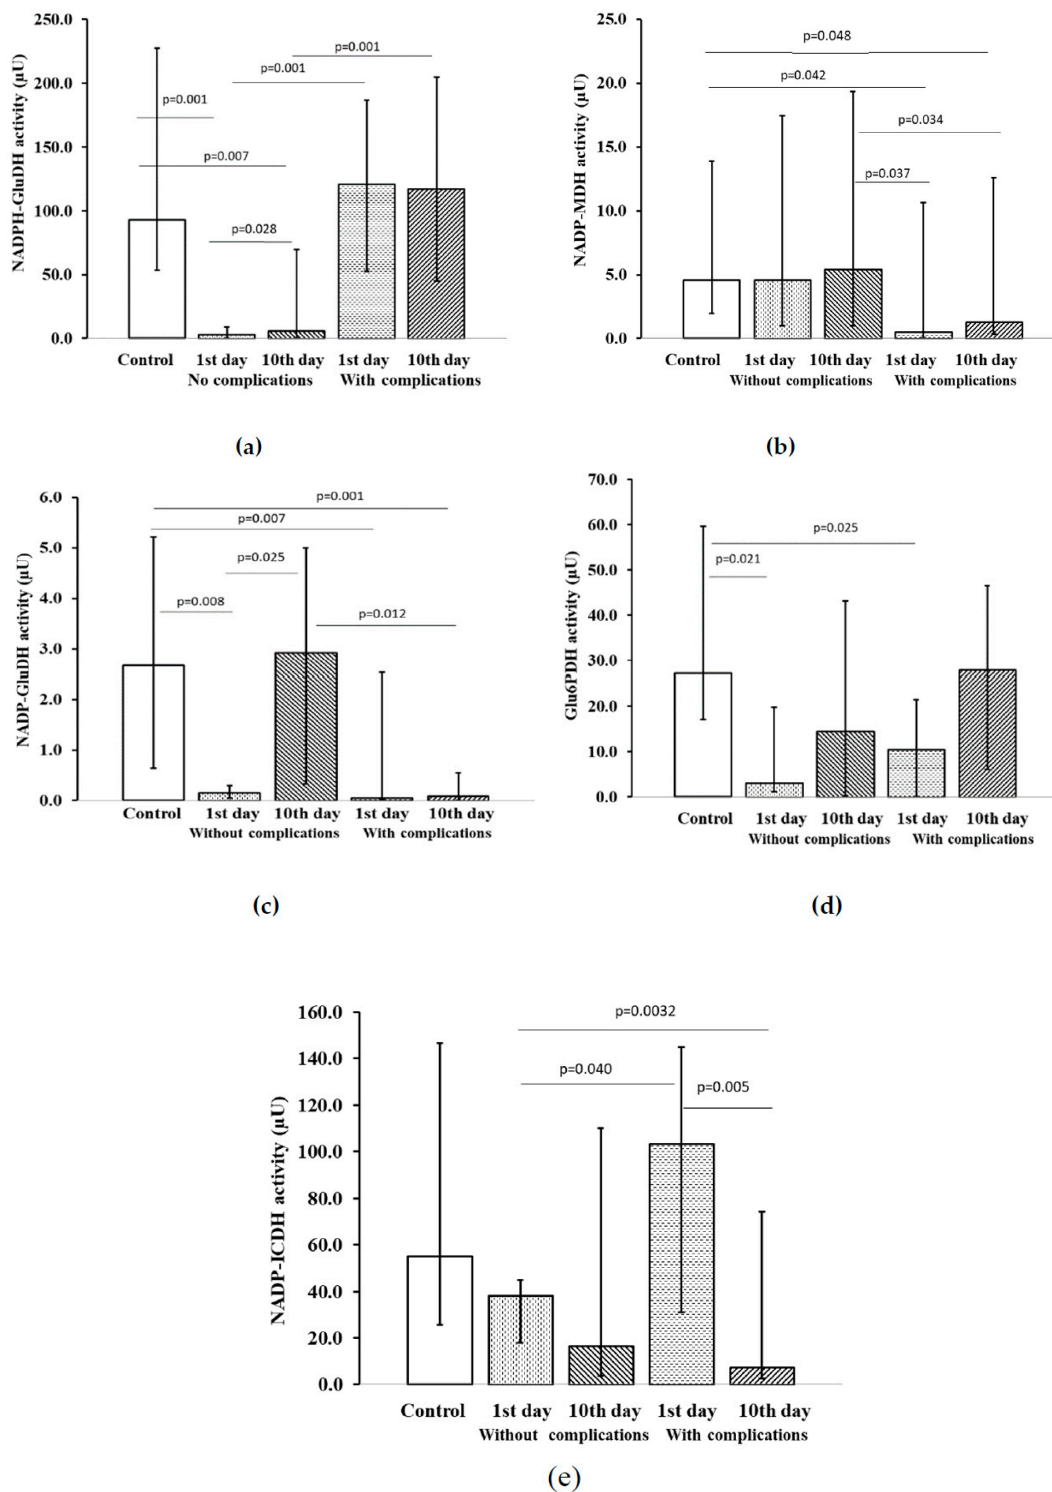 (a)
NADPH-GluDH activity (µU)
250.0
200.0
150.0
100.0
50.0
0.0
p=0.001
p=0.001
p=0.001
p=0.007
p=0.028
Control 1st day 10th day 1st day 10th day
No complications With complications
(b)
NADP-MDH activity (µU)
25.0
20.0
15.0
10.0
5.0
0.0
p=0.048
p=0.042
p=0.034
p=0.037
Control 1st day 10th day 1st day 10th day
Without complications With complications
(c)
NADP-GluDH activity (µU)
6.0
5.0
4.0
3.0
2.0
1.0
0.0
p=0.001
p=0.007
p=0.025
p=0.008
p=0.012
Control 1st day 10th day 1st day 10th day
Without complications With complications
(d)
Glu6PDH activity (µU)
70.0
60.0
50.0
40.0
30.0
20.0
10.0
0.0
p=0.025
p=0.021
Control 1st day 10th day 1st day 10th day
Without complications With complications
(e)
NADP-ICDH activity (µU)
160.0
140.0
120.0
100.0
80.0
60.0
40.0
20.0
0.0
p=0.0032
p=0.040
p=0.005
Control 1st day 10th day 1st day 10th day
Without complications With complications